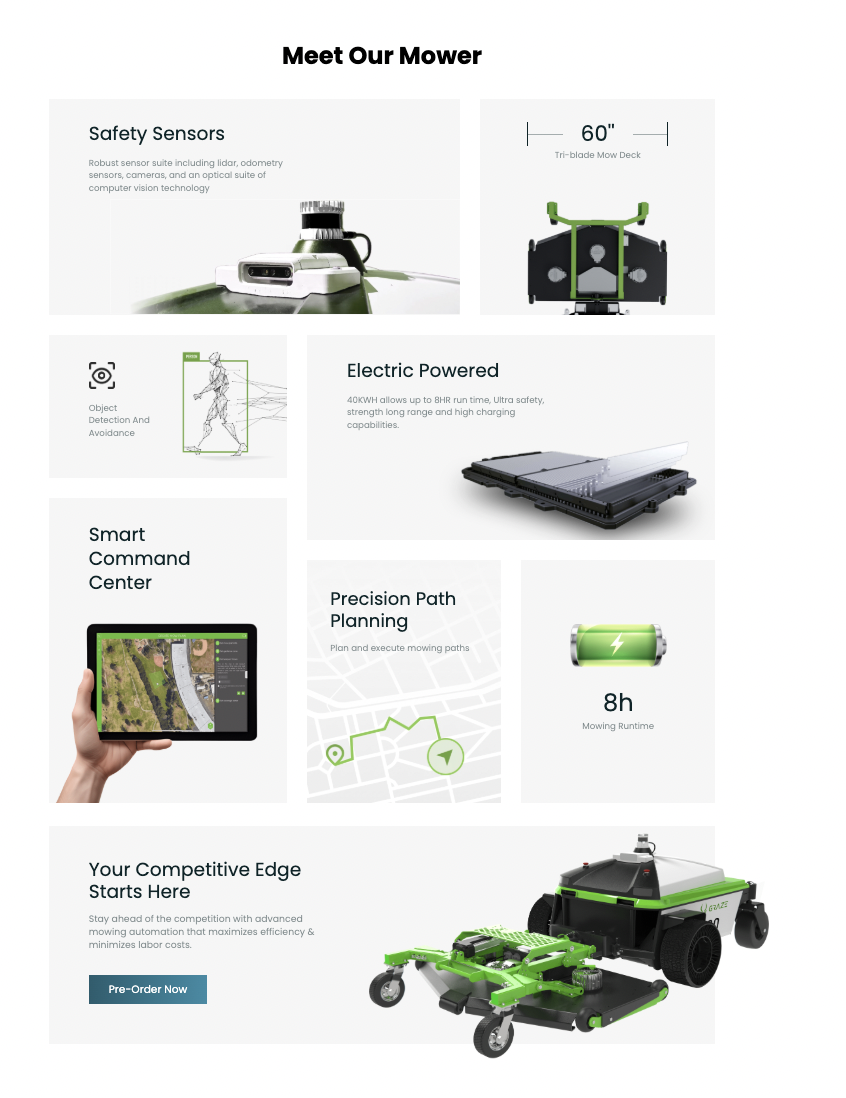 Meet Our Mower
Safety Sensors
Robust sensor suite including lidar, odometry
sensors, cameras, and an optical suite of
computer vision technology
60"
Tri-blade Mow Deck
Object
Detection And
Avoidance
Electric Powered
40KWH allows up to 8HR run time, Ultra safety,
strength long range and high charging
capabilities.
Smart
Command
Center
Precision Path
Planning
Plan and execute mowing paths
8h
Mowing Runtime
Your Competitive Edge
Starts Here
Stay ahead of the competition with advanced
mowing automation that maximizes efficiency &
minimizes labor costs.
Pre-Order Now
GRAZE